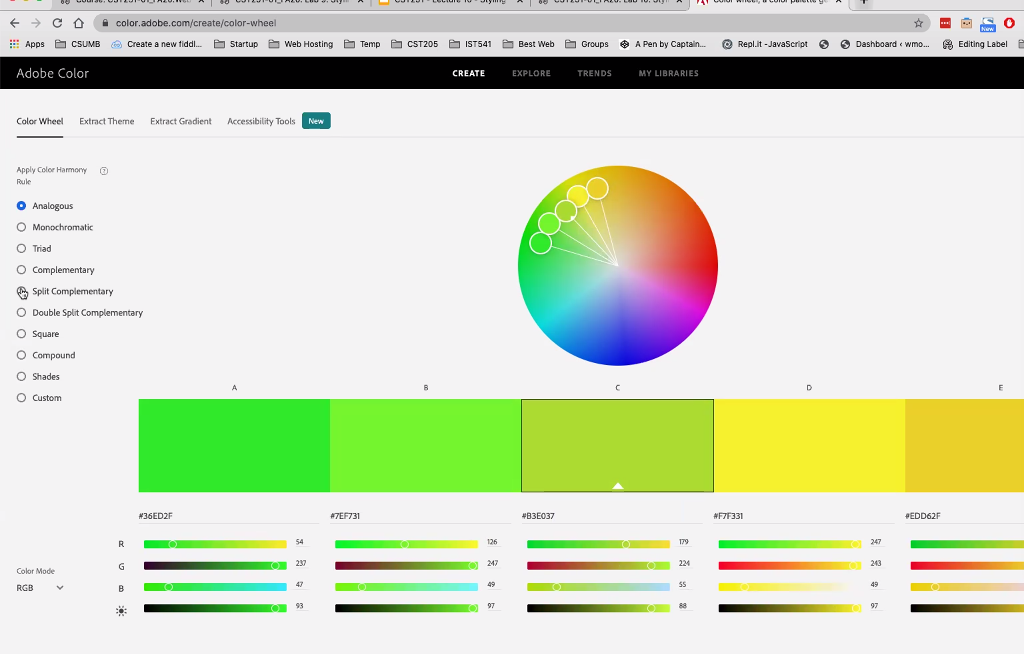 color.adobe.com/create/color-wheel
Apps CSUMB Create a new fiddl... Startup Web Hosting Temp CST205 IST541 Best Web Groups A Pen by Captain... Repl.it -JavaScript Dashboard ‹ wmo... Editing Label
New
Adobe Color CREATE EXPLORE TRENDS MY LIBRARIES
Color Wheel Extract Theme Extract Gradient Accessibility Tools New
Apply Color Harmony
Rule
Analogous
Monochromatic
Triad
Complementary
Split Complementary
Double Split Complementary
Square
Compound
Shades
Custom
A B C D E
#36ED2F #7EF731 #B3E037 #F7F331 #EDD62F
R 54 126 179 247
G 237 247 224 243
Color Mode
RGB B 47 49 55 49
93 97 88 97